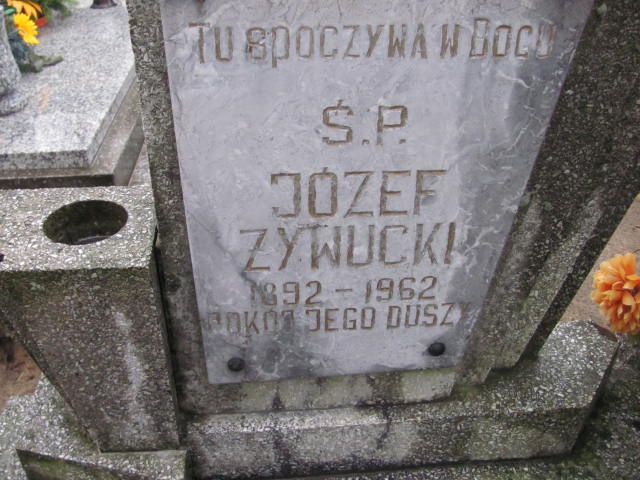 TU SPOCZYWA W BOGU
Ś.P.
JÓZEF
ŻYWUCKI
1892 - 1962
POKÓJ JEGO DUSZY